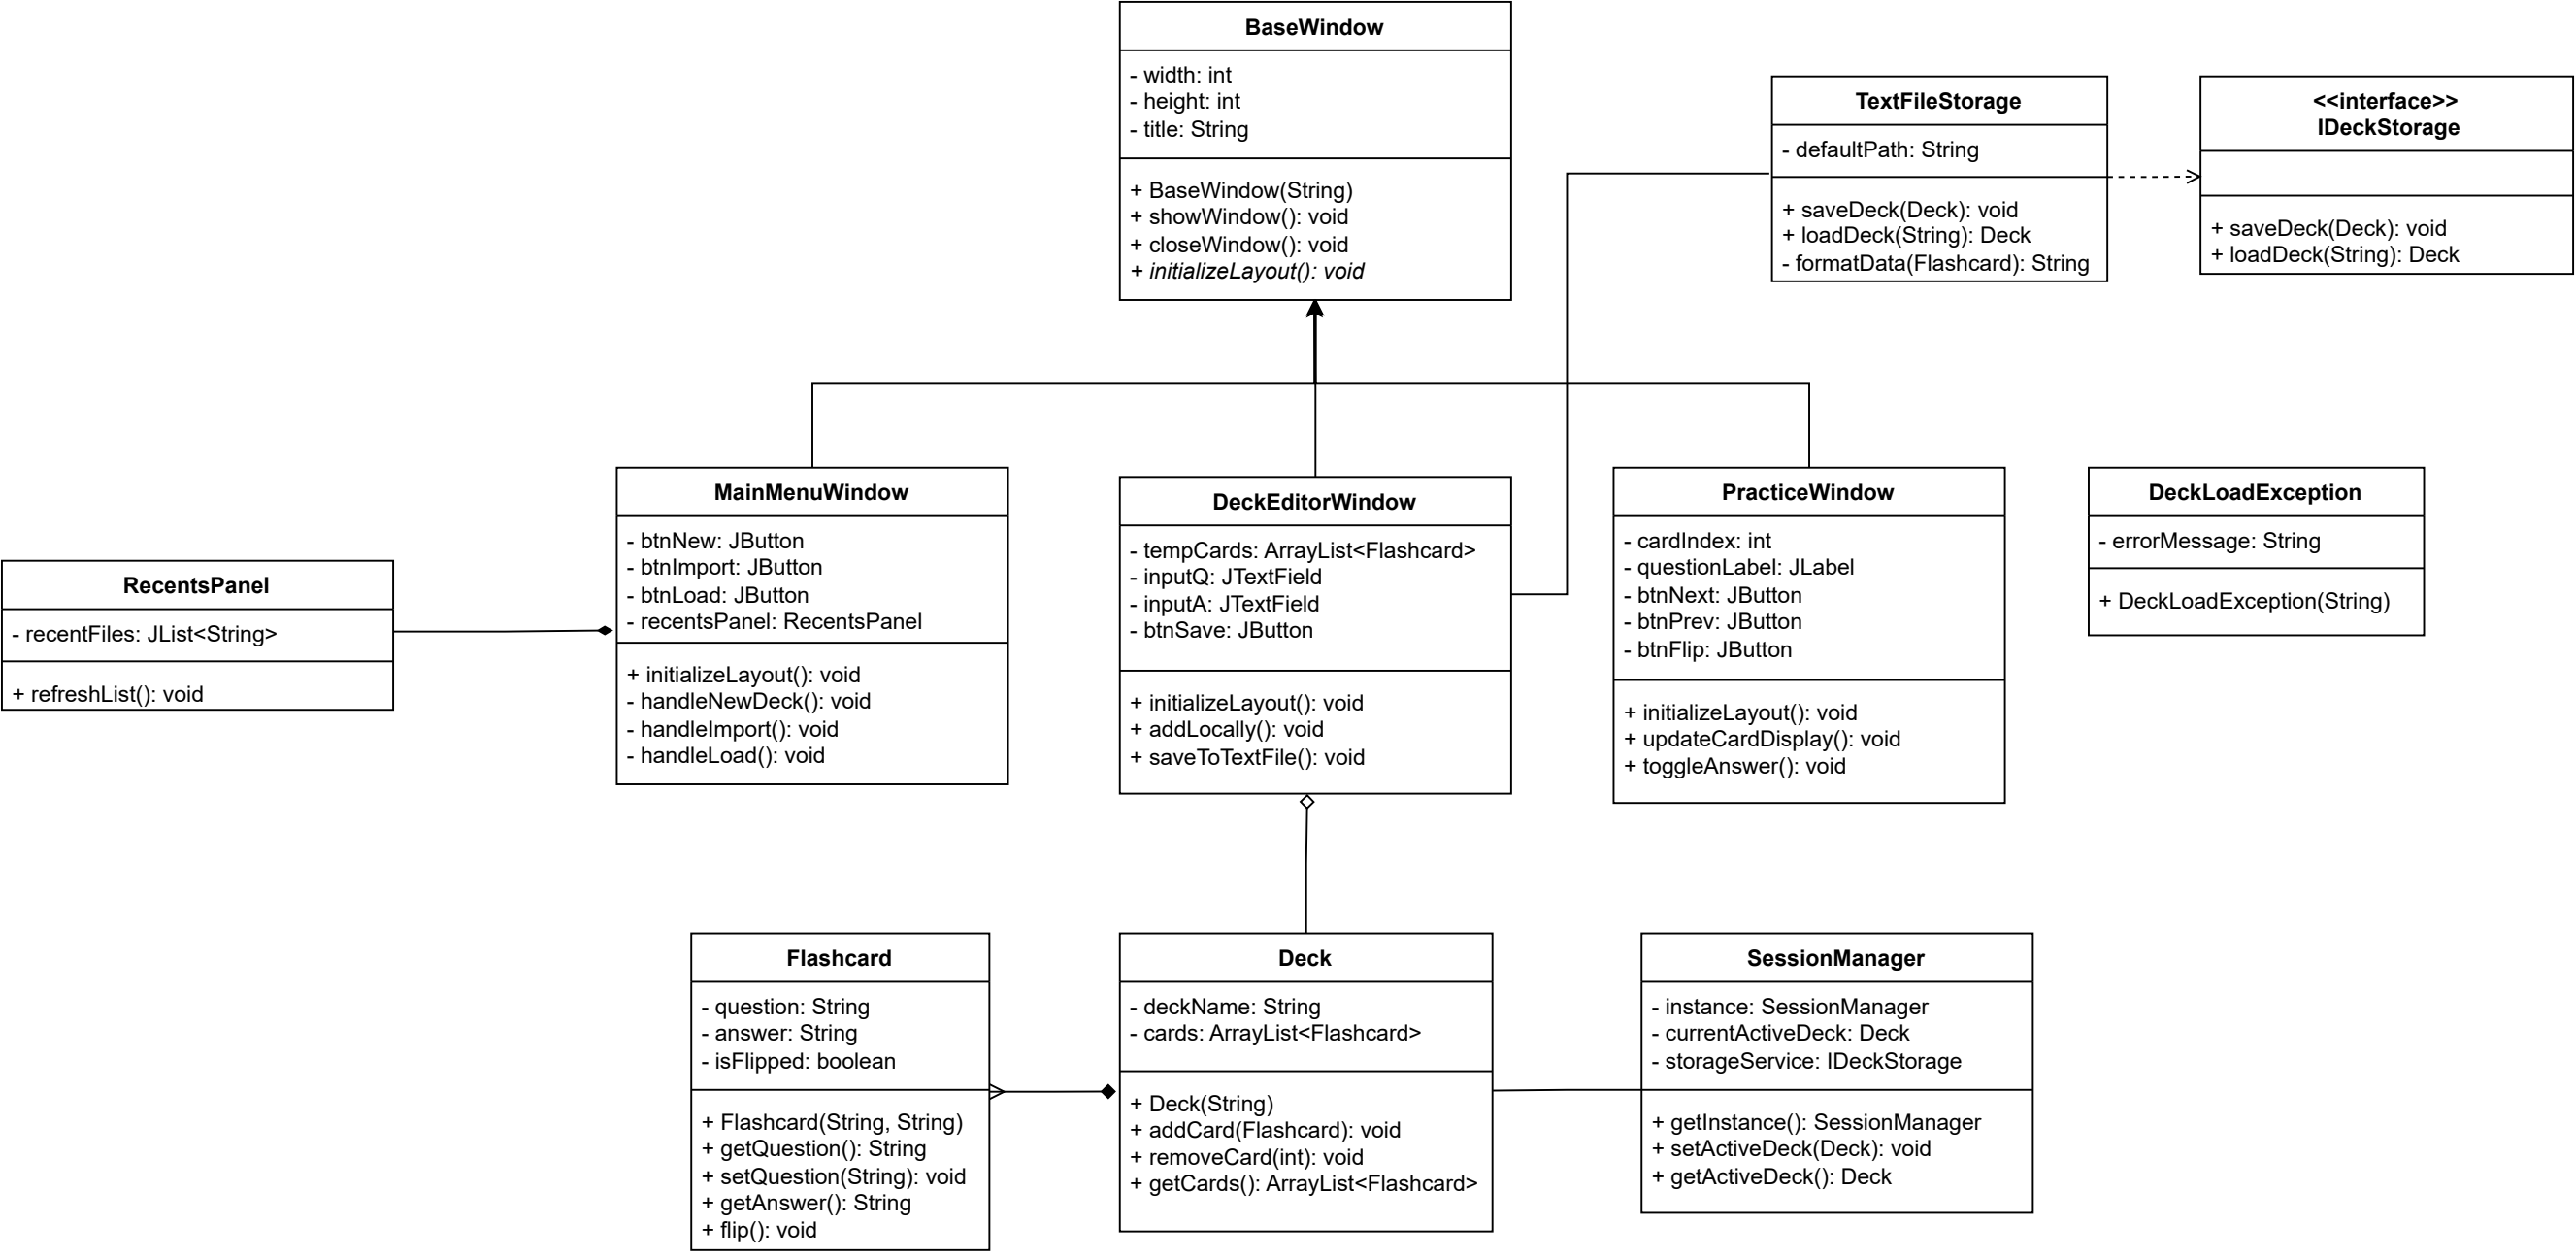 BaseWindow
- width: int
- height: int
- title: String
+ BaseWindow(String)
+ showWindow(): void
+ closeWindow(): void
+ initializeLayout(): void
TextFileStorage
- defaultPath: String
+ saveDeck(Deck): void
+ loadDeck(String): Deck
- formatData(Flashcard): String
<<interface>>
IDeckStorage
+ saveDeck(Deck): void
+ loadDeck(String): Deck
RecentsPanel
- recentFiles: JList<String>
+ refreshList(): void
MainMenuWindow
- btnNew: JButton
- btnImport: JButton
- btnLoad: JButton
- recentsPanel: RecentsPanel
+ initializeLayout(): void
- handleNewDeck(): void
- handleImport(): void
- handleLoad(): void
DeckEditorWindow
- tempCards: ArrayList<Flashcard>
- inputQ: JTextField
- inputA: JTextField
- btnSave: JButton
+ initializeLayout(): void
+ addLocally(): void
+ saveToTextFile(): void
PracticeWindow
- cardIndex: int
- questionLabel: JLabel
- btnNext: JButton
- btnPrev: JButton
- btnFlip: JButton
+ initializeLayout(): void
+ updateCardDisplay(): void
+ toggleAnswer(): void
DeckLoadException
- errorMessage: String
+ DeckLoadException(String)
Flashcard
- question: String
- answer: String
- isFlipped: boolean
+ Flashcard(String, String)
+ getQuestion(): String
+ setQuestion(String): void
+ getAnswer(): String
+ flip(): void
Deck
- deckName: String
- cards: ArrayList<Flashcard>
+ Deck(String)
+ addCard(Flashcard): void
+ removeCard(int): void
+ getCards(): ArrayList<Flashcard>
SessionManager
- instance: SessionManager
- currentActiveDeck: Deck
- storageService: IDeckStorage
+ getInstance(): SessionManager
+ setActiveDeck(Deck): void
+ getActiveDeck(): Deck